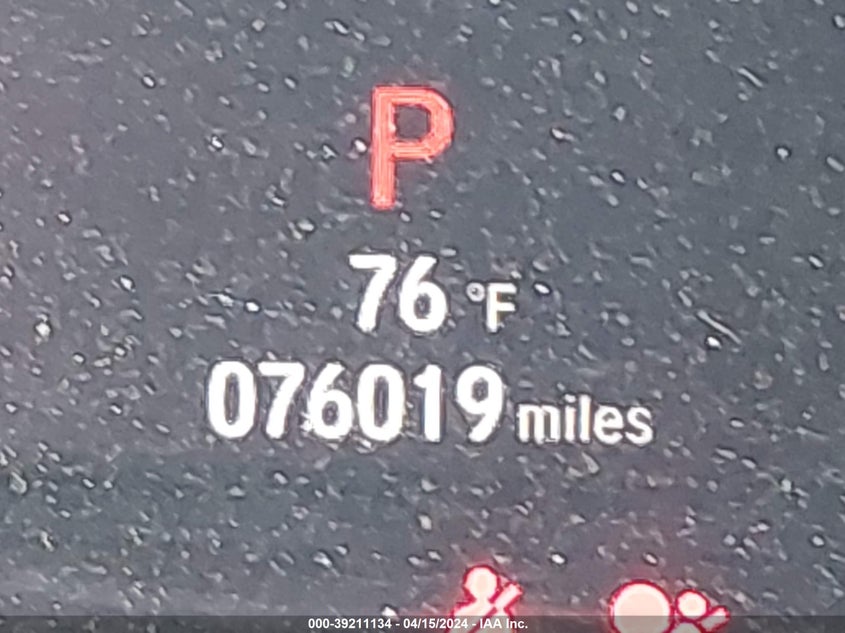 P
76 °F
076019 miles
000-39211134 - 04/15/2024 - IAA Inc.